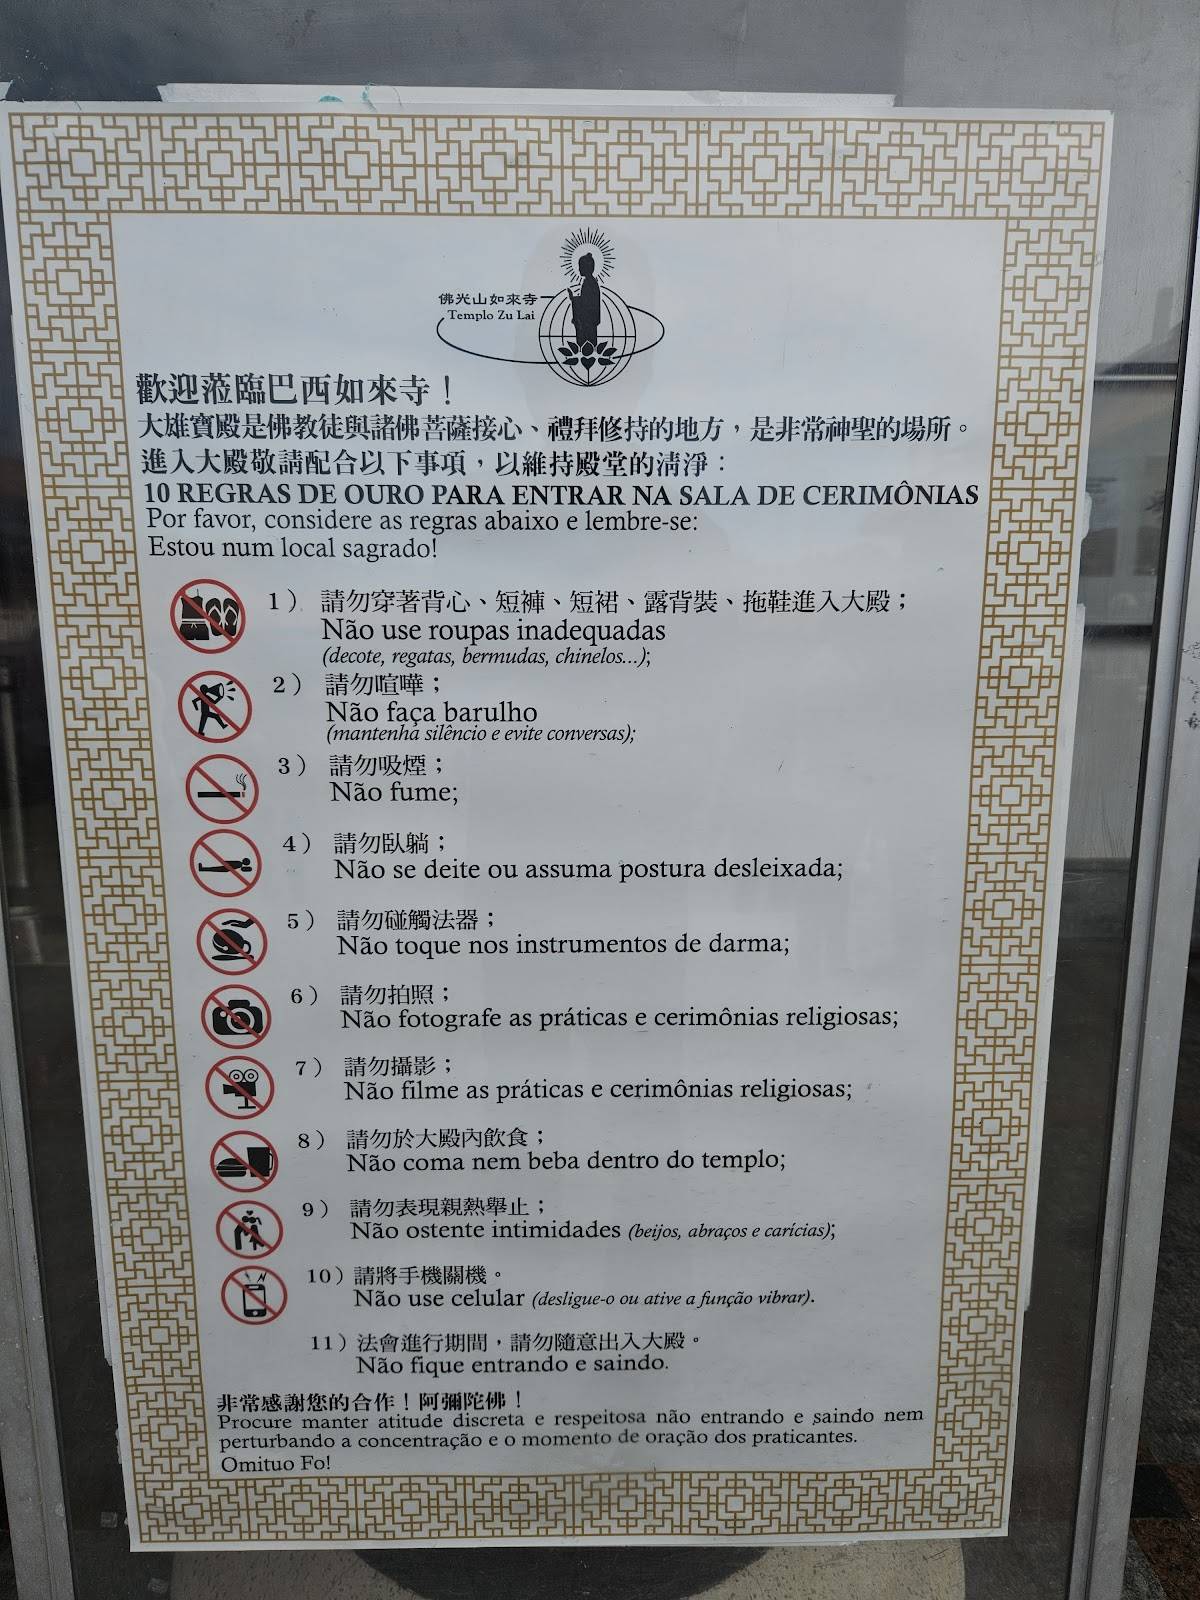 佛光山如來寺
Templo Zu Lai
歡迎蒞臨巴西如來寺！
大雄寶殿是佛教徒與諸佛菩薩接心、禮拜修持的地方，是非常神聖的場所。
進入大殿敬請配合以下事項，以維持殿堂的清淨：
10 REGRAS DE OURO PARA ENTRAR NA SALA DE CERIMÔNIAS
Por favor, considere as regras abaixo e lembre-se:
Estou num local sagrado!
1） 請勿穿著背心、短褲、短裙、露背裝、拖鞋進入大殿；
Não use roupas inadequadas
(decote, regatas, bermudas, chinelos...);
2） 請勿喧嘩；
Não faça barulho
(mantenha silêncio e evite conversas);
3） 請勿吸煙；
Não fume;
4） 請勿臥躺；
Não se deite ou assuma postura desleixada;
5） 請勿碰觸法器；
Não toque nos instrumentos de darma;
6） 請勿拍照；
Não fotografe as práticas e cerimônias religiosas;
7） 請勿攝影；
Não filme as práticas e cerimônias religiosas;
8） 請勿於大殿內飲食；
Não coma nem beba dentro do templo;
9） 請勿表現親熱舉止；
Não ostente intimidades (beijos, abraços e carícias);
10）請將手機關機。
Não use celular (desligue-o ou ative a função vibrar).
11）法會進行期間，請勿隨意出入大殿。
Não fique entrando e saindo.
非常感謝您的合作！阿彌陀佛！
Procure manter atitude discreta e respeitosa não entrando e saindo nem
perturbando a concentração e o momento de oração dos praticantes.
Omituo Fo!